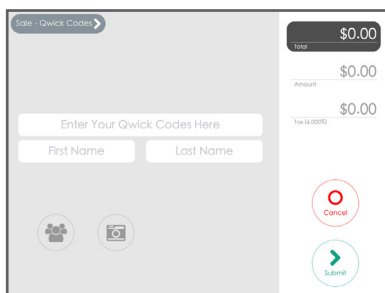 Sale - Qwick Codes
$0.00
Total
$0.00
Amount
$0.00
Tax (6.000%)
Enter Your Qwick Codes Here
First Name
Last Name
Cancel
Submit